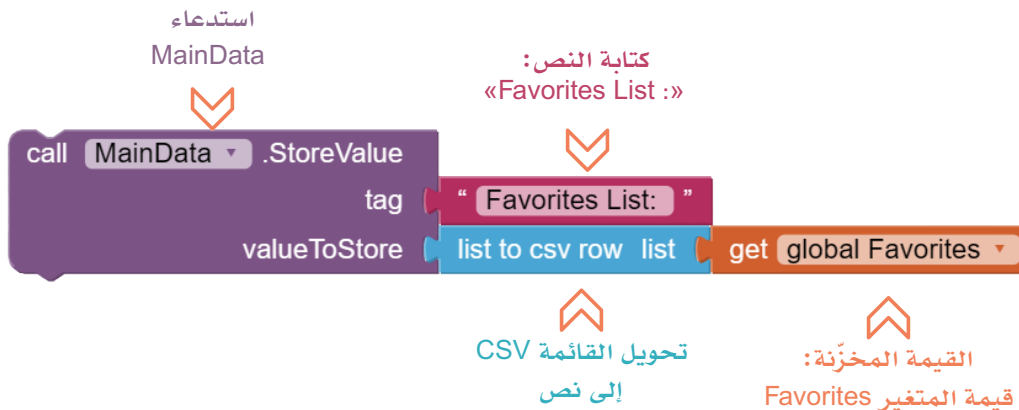 استدعاء
MainData
كتابة النص:
«Favorites List :»
call MainData .StoreValue
tag " Favorites List: "
valueToStore list to csv row list get global Favorites
تحويل القائمة CSV
إلى نص
القيمة المخزّنة:
قيمة المتغير Favorites